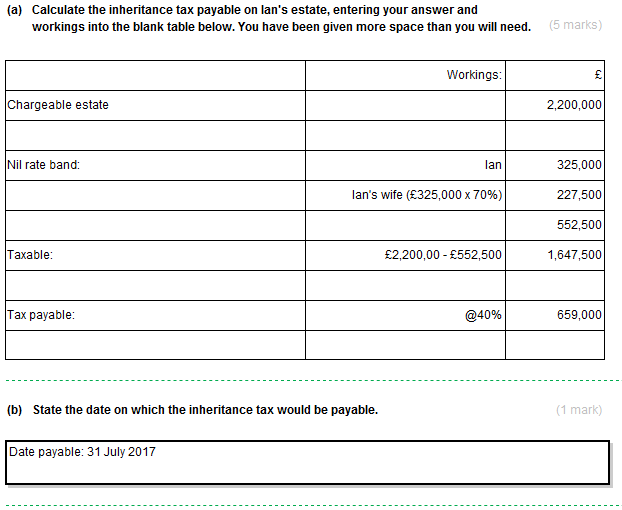 (a) Calculate the inheritance tax payable on Ian's estate, entering your answer and
workings into the blank table below. You have been given more space than you will need. (5 marks)
Workings: £
Chargeable estate 2,200,000
Nil rate band: Ian 325,000
Ian's wife (£325,000 x 70%) 227,500
552,500
Taxable: £2,200,00 - £552,500 1,647,500
Tax payable: @40% 659,000
(b) State the date on which the inheritance tax would be payable. (1 mark)
Date payable: 31 July 2017